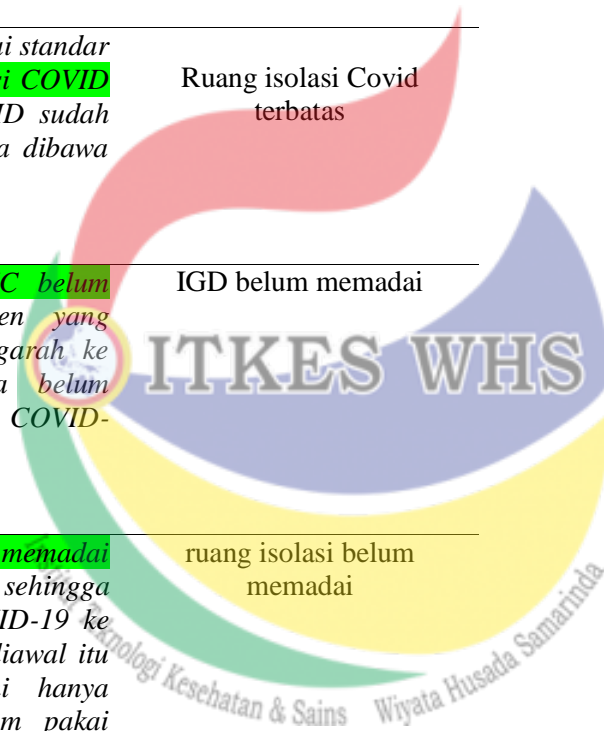 ai standar
i COVID
Ruang isolasi Covid
ID sudah
terbatas
a dibawa
C belum
IGD belum memadai
en yang
garah ke
ITKES WHS
a belum
COVID-
memadai
ruang isolasi belum
sehingga
memadai
ID-19 ke
diawal itu
i hanya
m pakai
Institut Teknologi Kesehatan & Sains Wiyata Husada Samarinda